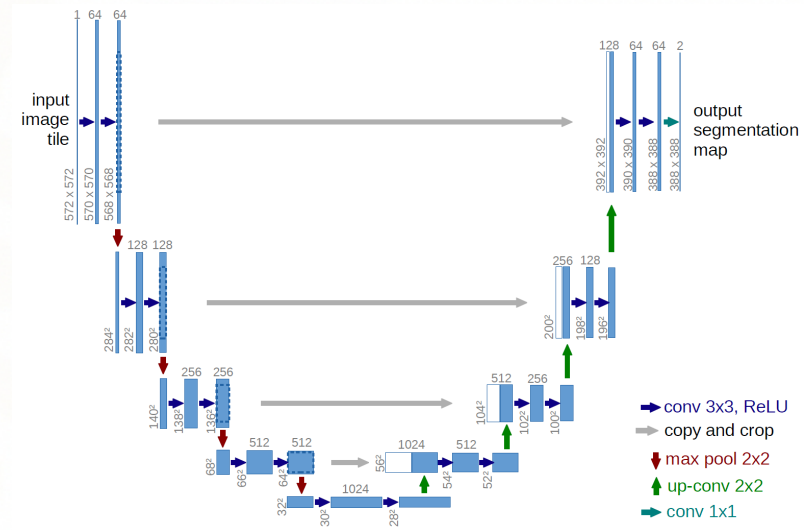 1 64 64
128 64 64 2
input
image
tile
output
segmentation
map
572 x 572
570 x 570
568 x 568
392 x 392
390 x 390
388 x 388
388 x 388
128 128
256 128
284²
282²
280²
200²
198²
196²
256 256
512 256
140²
138²
136²
104²
102²
100²
512 512
1024 512
68²
66²
64²
56²
54²
52²
1024
32²
30²
28²
conv 3x3, ReLU
copy and crop
max pool 2x2
up-conv 2x2
conv 1x1